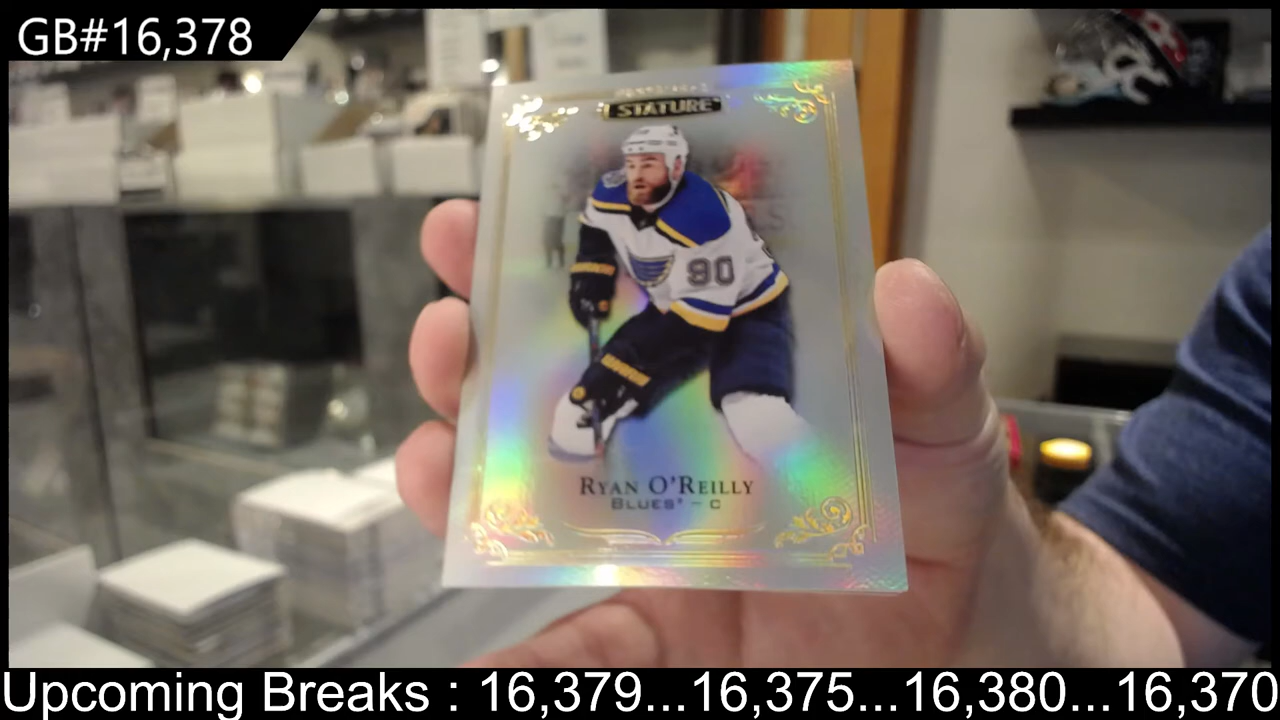 GB#16,378
STATURE
90
RYAN O'REILLY
BLUES® - C
Upcoming Breaks : 16,379...16,375...16,380...16,370